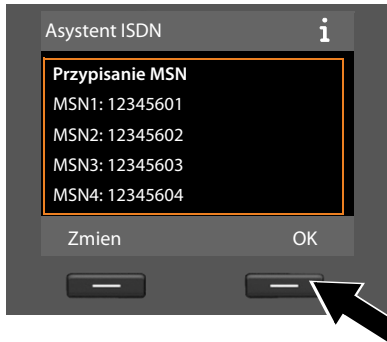 Asystent ISDN i
Przypisanie MSN
MSN1: 12345601
MSN2: 12345602
MSN3: 12345603
MSN4: 12345604
Zmien OK